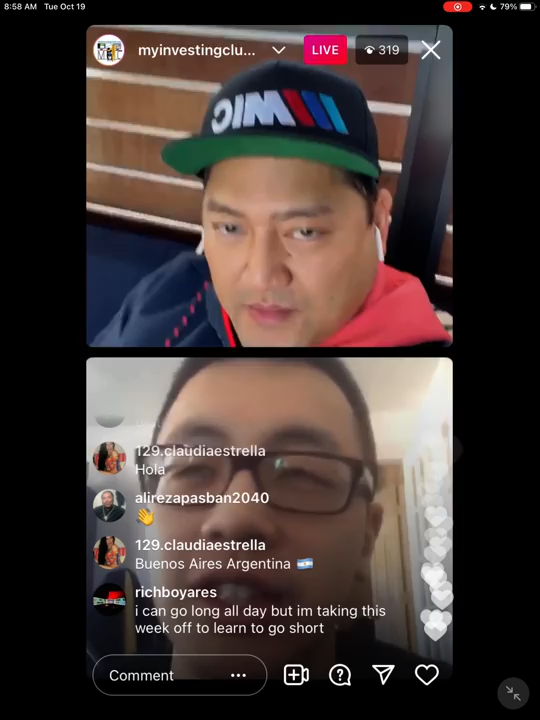 8:58 AM Tue Oct 19
79%
myinvestingclu...
LIVE
319
MIC
129.claudiaestrella
Hola
alirezapasban2040
👋
129.claudiaestrella
Buenos Aires Argentina 🇦🇷
richboyares
i can go long all day but im taking this
week off to learn to go short
Comment